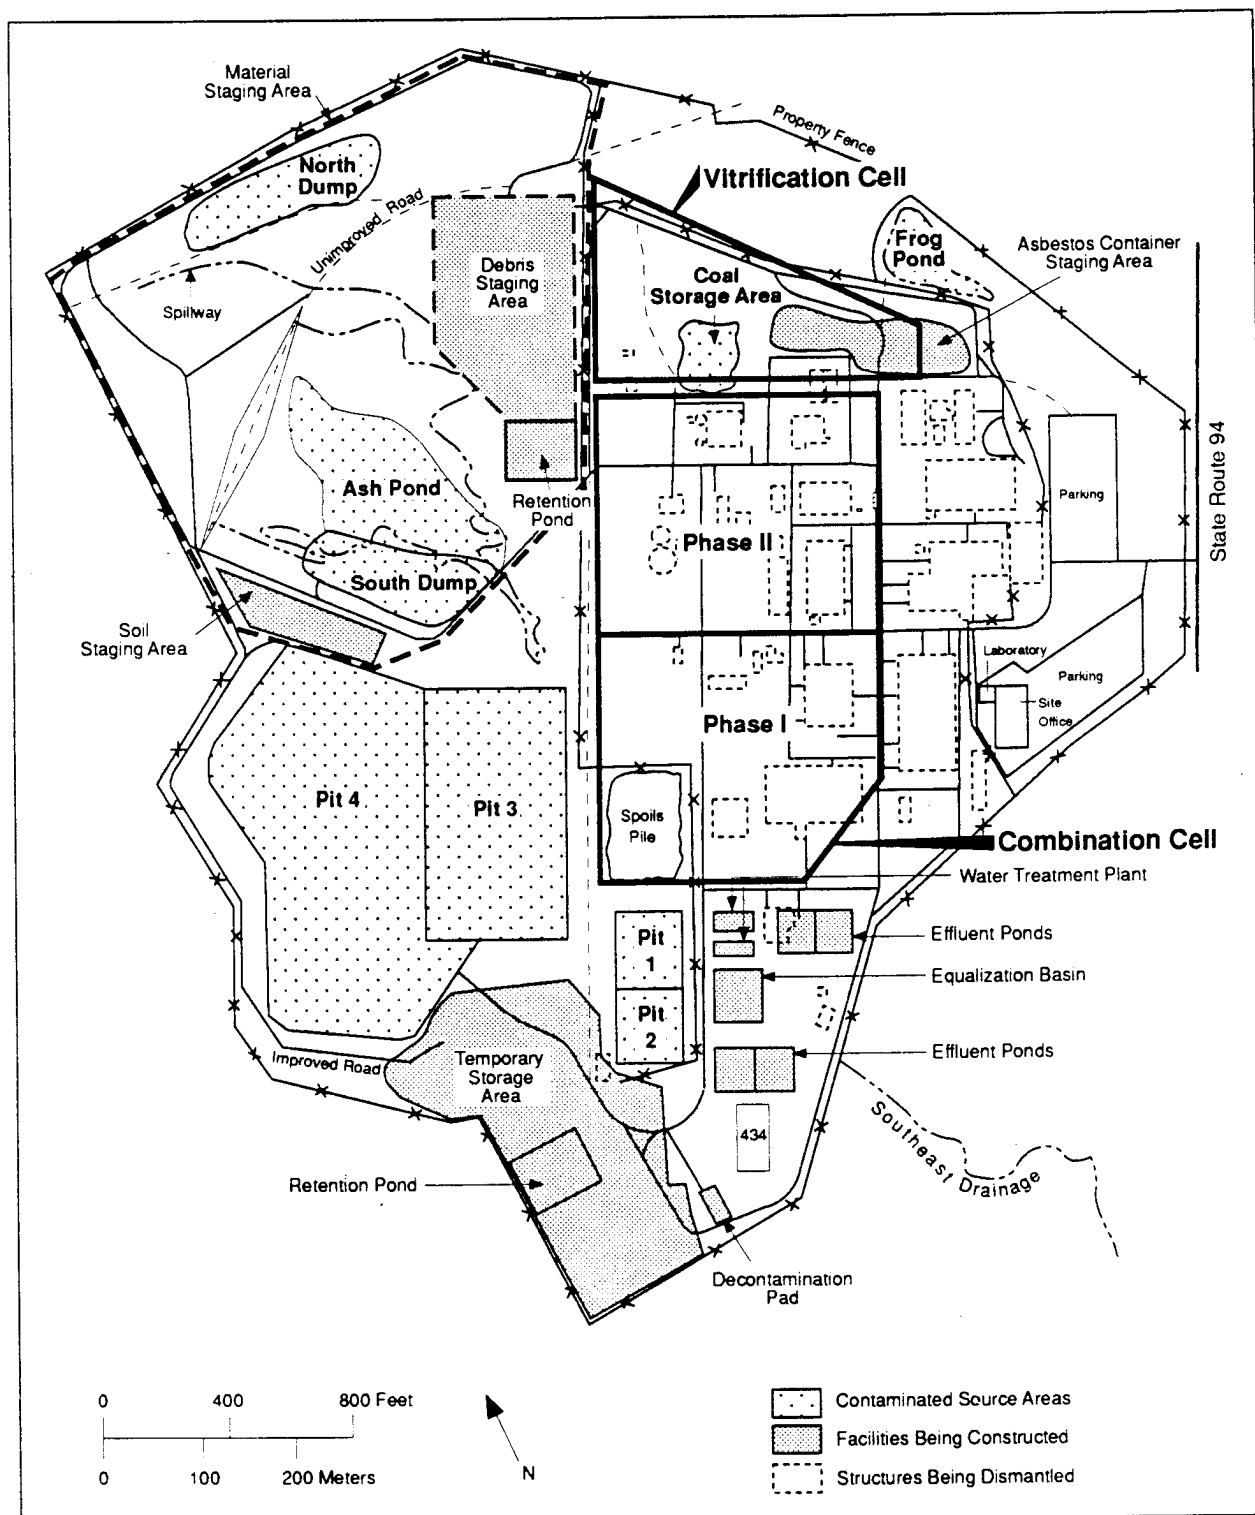 Material
Staging Area
North
Dump
Property Fence
Vitrification Cell
Unimproved Road
Debris
Staging
Area
Spillway
Frog
Pond
Asbestos Container
Staging Area
Coal
Storage Area
State Route 94
Ash Pond
Retention
Pond
Parking
Phase II
South Dump
Soil
Staging Area
Laboratory
Parking
Site
Office
Phase I
Pit 4
Pit 3
Spoils
Pile
Combination Cell
Water Treatment Plant
Pit
1
Effluent Ponds
Equalization Basin
Pit
2
Improved Road
Temporary
Storage
Area
Effluent Ponds
434
Southeast Drainage
Retention Pond
Decontamination
Pad
0 400 800 Feet
0 100 200 Meters
N
Contaminated Source Areas
Facilities Being Constructed
Structures Being Dismantled